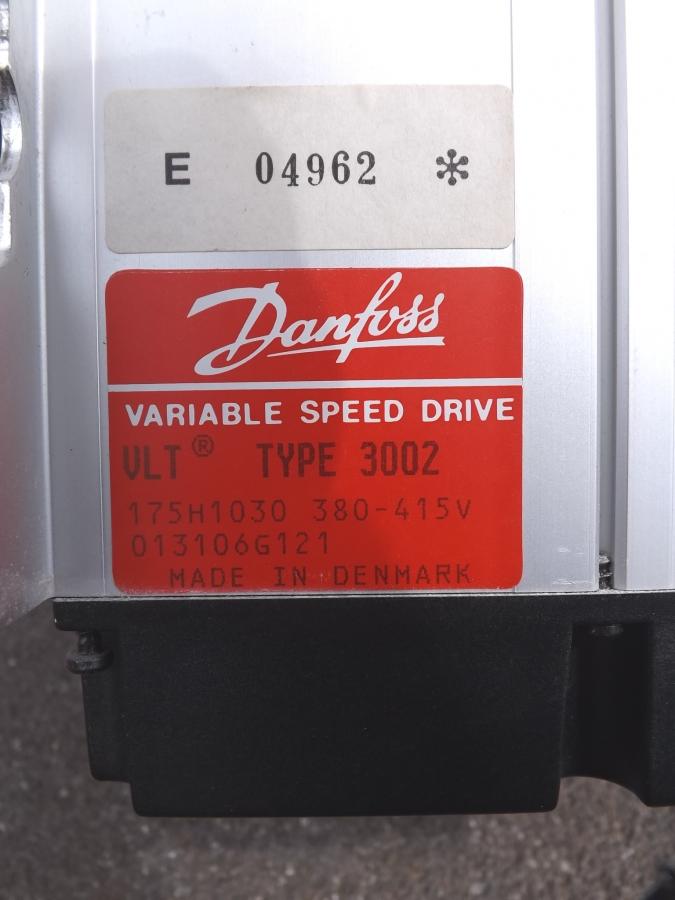 E 04962 *
Danfoss
VARIABLE SPEED DRIVE
VLT® TYPE 3002
175H1030 380-415V
013106G121
MADE IN DENMARK